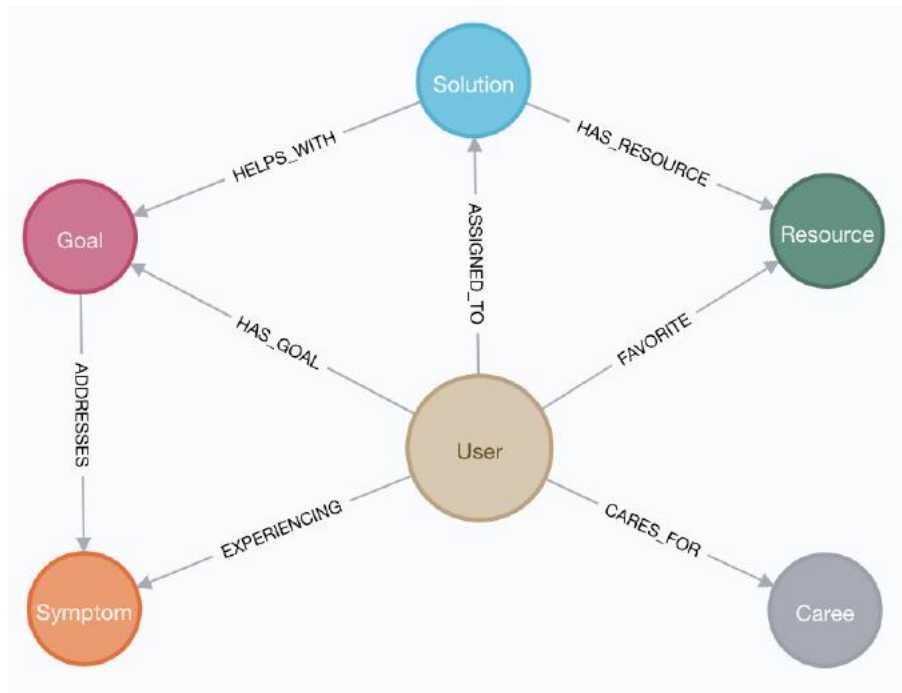 Solution
HELPS_WITH
HAS_RESOURCE
Goal
ASSIGNED_TO
Resource
HAS_GOAL
FAVORITE
ADDRESSES
User
EXPERIENCING
CARES_FOR
Symptom
Caree